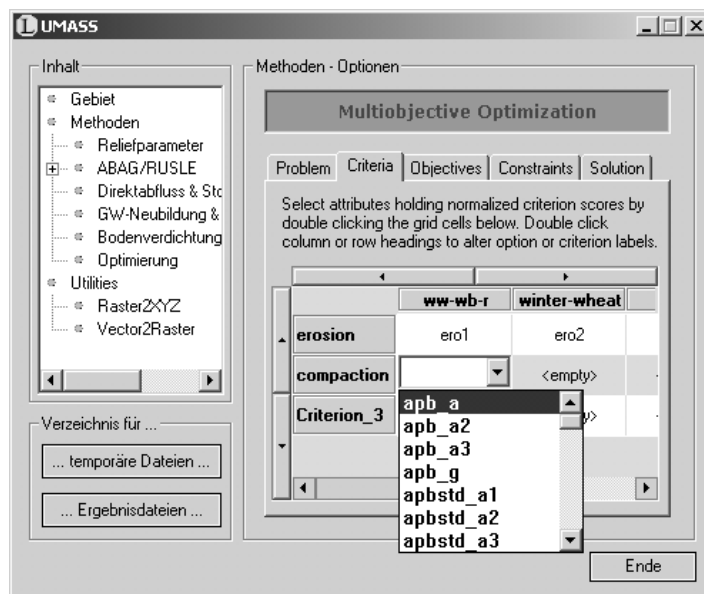 UMASS
Inhalt
Gebiet
Methoden
Reliefparameter
ABAG/RUSLE
Direktabfluss & Sto
GW-Neubildung &
Bodenverdichtung
Optimierung
Utilities
Raster2XYZ
Vector2Raster
Verzeichnis für ...
... temporäre Dateien ...
... Ergebnisdateien ...
Methoden - Optionen
Multiobjective Optimization
Problem Criteria Objectives Constraints Solution
Select attributes holding normalized criterion scores by
double clicking the grid cells below. Double click
column or row headings to alter option or criterion labels.
ww-wb-r winter-wheat
erosion ero1 ero2
compaction <empty>
Criterion_3
apb_a
apb_a2
apb_a3
apb_g
apbstd_a1
apbstd_a2
apbstd_a3
Ende